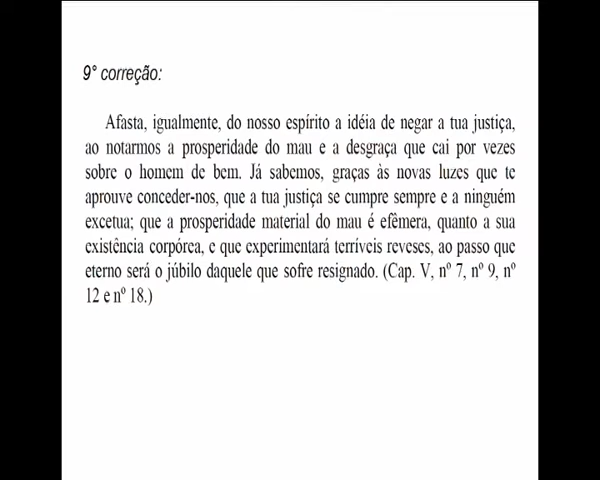 9° correção:
Afasta, igualmente, do nosso espírito a idéia de negar a tua justiça,
ao notarmos a prosperidade do mau e a desgraça que cai por vezes
sobre o homem de bem. Já sabemos, graças às novas luzes que te
aprouve conceder-nos, que a tua justiça se cumpre sempre e a ninguém
excetua; que a prosperidade material do mau é efêmera, quanto a sua
existência corpórea, e que experimentará terríveis reveses, ao passo que
eterno será o júbilo daquele que sofre resignado. (Cap. V, nº 7, nº 9, nº
12 e nº 18.)